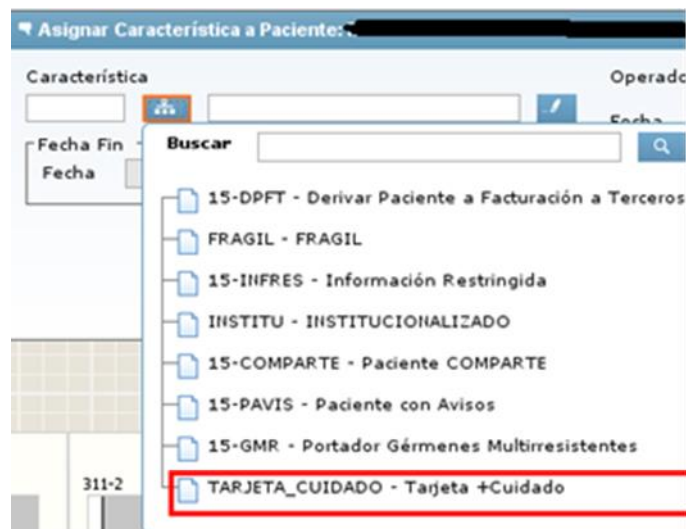 Asignar Característica a Paciente:
Característica
Operado
Fecha
Fecha Fin
Fecha
Buscar
15-DPFT - Derivar Paciente a Facturación a Terceros
FRAGIL - FRAGIL
15-INFRES - Información Restringida
INSTITU - INSTITUCIONALIZADO
15-COMPARTE - Paciente COMPARTE
15-PAVIS - Paciente con Avisos
15-GMR - Portador Gérmenes Multirresistentes
TARJETA_CUIDADO - Tarjeta +Cuidado
311-2